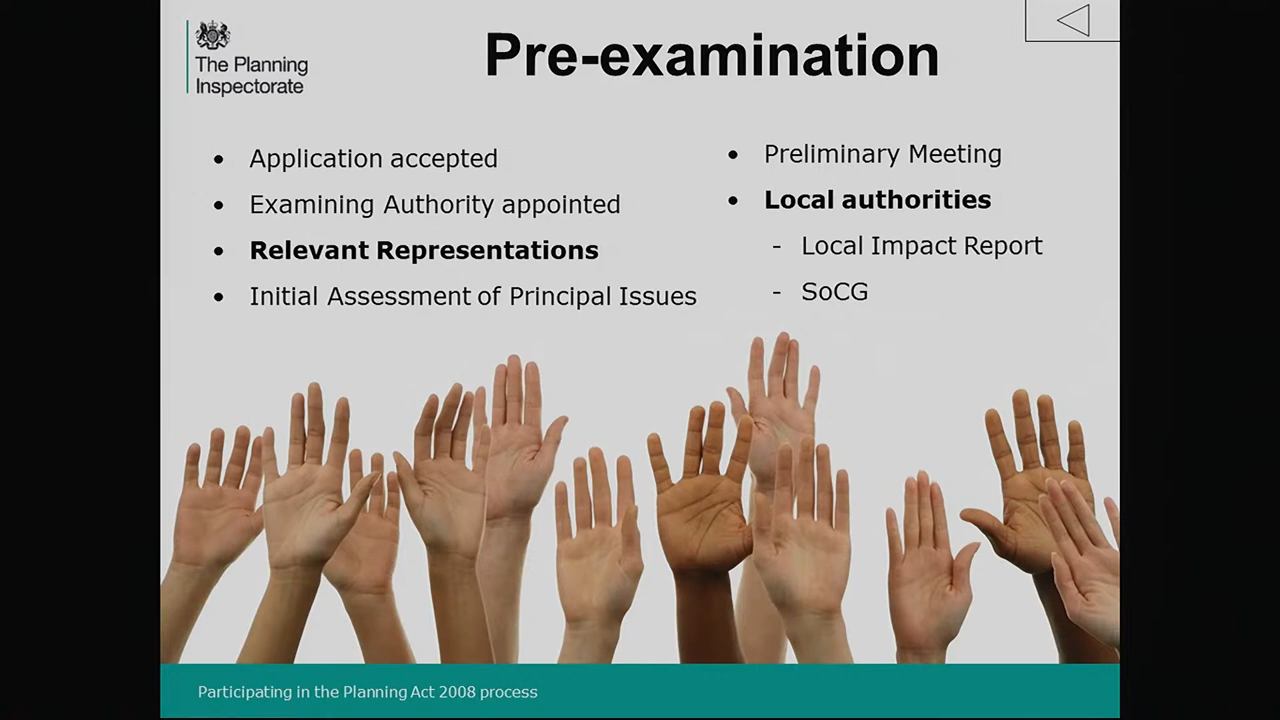 The Planning
Inspectorate
Pre-examination
• Application accepted
• Examining Authority appointed
• Relevant Representations
• Initial Assessment of Principal Issues
• Preliminary Meeting
• Local authorities
- Local Impact Report
- SoCG
Participating in the Planning Act 2008 process